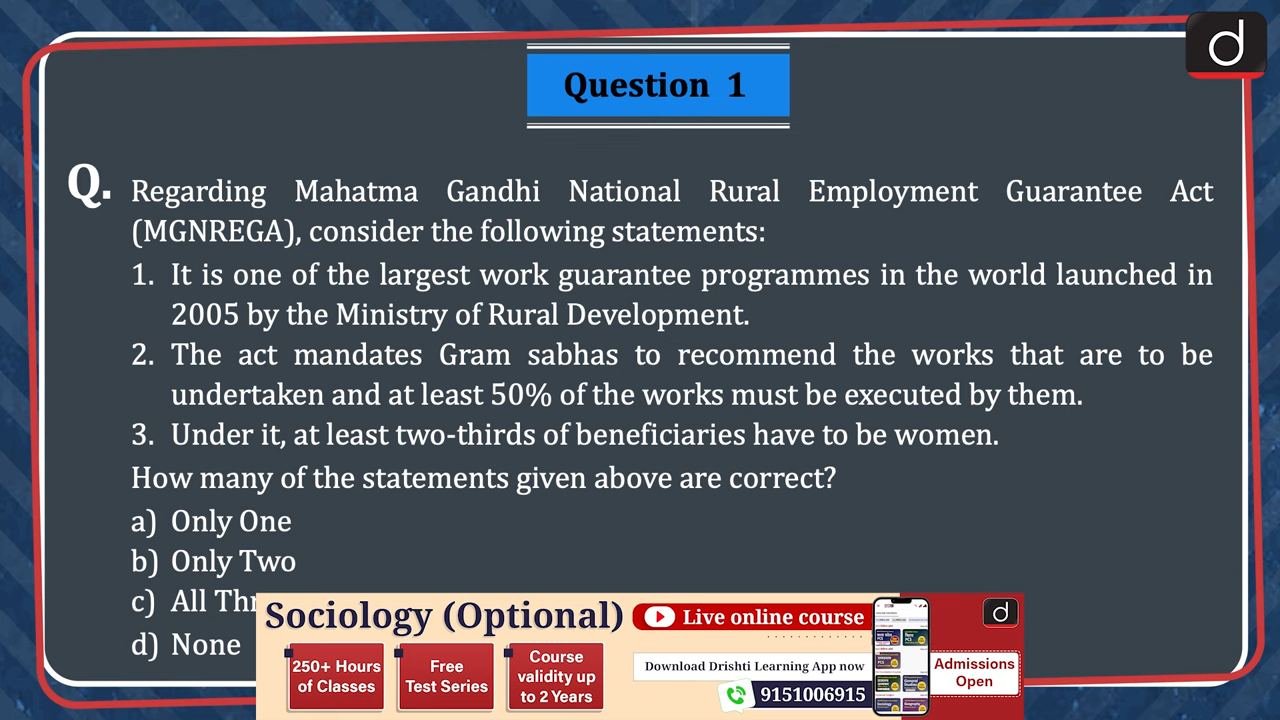 d
Question 1
Q. Regarding Mahatma Gandhi National Rural Employment Guarantee Act
(MGNREGA), consider the following statements:
1. It is one of the largest work guarantee programmes in the world launched in
2005 by the Ministry of Rural Development.
2. The act mandates Gram sabhas to recommend the works that are to be
undertaken and at least 50% of the works must be executed by them.
3. Under it, at least two-thirds of beneficiaries have to be women.
How many of the statements given above are correct?
a) Only One
b) Only Two
c) All Thr
d) None
Sociology (Optional)
250+ Hours
of Classes
Free
Test Series
Course
validity up
to 2 Years
Live online course
Download Drishti Learning App now
9151006915
d
Admissions
Open